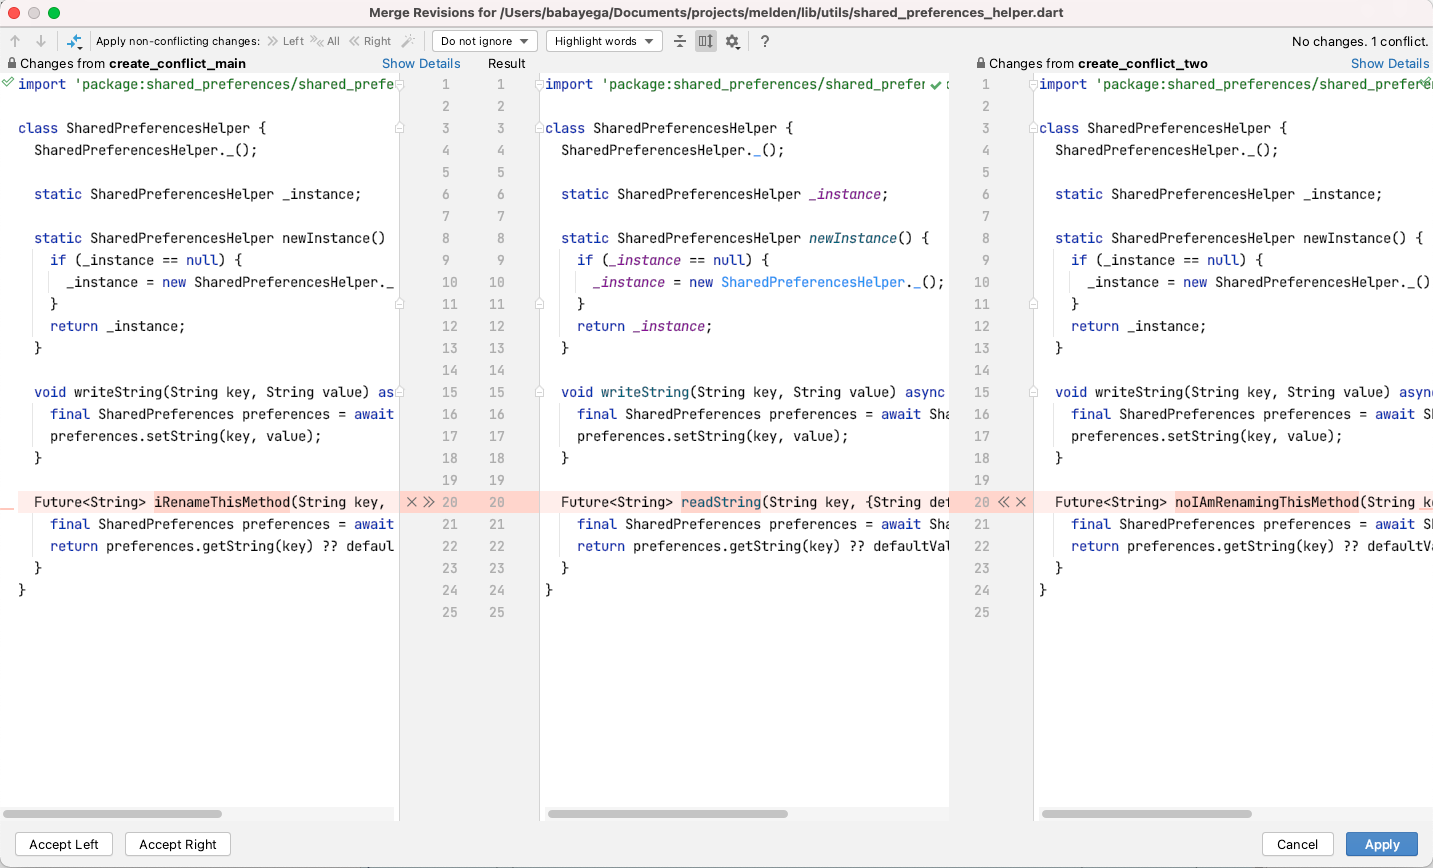 Merge Revisions for /Users/babayega/Documents/projects/melden/lib/utils/shared_preferences_helper.dart
Apply non-conflicting changes: Left All Right Do not ignore Highlight words ? No changes. 1 conflict.
Changes from create_conflict_main Show Details Result Changes from create_conflict_two Show Details
import 'package:shared_preferences/shared_prefe
class SharedPreferencesHelper {
SharedPreferencesHelper._();
static SharedPreferencesHelper _instance;
static SharedPreferencesHelper newInstance()
if (_instance == null) {
_instance = new SharedPreferencesHelper._
}
return _instance;
}
void writeString(String key, String value) as
final SharedPreferences preferences = await
preferences.setString(key, value);
}
Future<String> iRenameThisMethod(String key,
final SharedPreferences preferences = await
return preferences.getString(key) ?? defaul
}
}
1 1
2 2
3 3
4 4
5 5
6 6
7 7
8 8
9 9
10 10
11 11
12 12
13 13
14 14
15 15
16 16
17 17
18 18
19 19
20 20
21 21
22 22
23 23
24 24
25 25
import 'package:shared_preferences/shared_prefer
class SharedPreferencesHelper {
SharedPreferencesHelper._();
static SharedPreferencesHelper _instance;
static SharedPreferencesHelper newInstance() {
if (_instance == null) {
_instance = new SharedPreferencesHelper._();
}
return _instance;
}
void writeString(String key, String value) async
final SharedPreferences preferences = await Sha
preferences.setString(key, value);
}
Future<String> readString(String key, {String def
final SharedPreferences preferences = await Sha
return preferences.getString(key) ?? defaultVal
}
}
1
2
3
4
5
6
7
8
9
10
11
12
13
14
15
16
17
18
19
20
21
22
23
24
25
import 'package:shared_preferences/shared_prefere
class SharedPreferencesHelper {
SharedPreferencesHelper._();
static SharedPreferencesHelper _instance;
static SharedPreferencesHelper newInstance() {
if (_instance == null) {
_instance = new SharedPreferencesHelper._()
}
return _instance;
}
void writeString(String key, String value) async
final SharedPreferences preferences = await S
preferences.setString(key, value);
}
Future<String> noIAmRenamingThisMethod(String k
final SharedPreferences preferences = await S
return preferences.getString(key) ?? defaultV
}
}
Accept Left Accept Right Cancel Apply